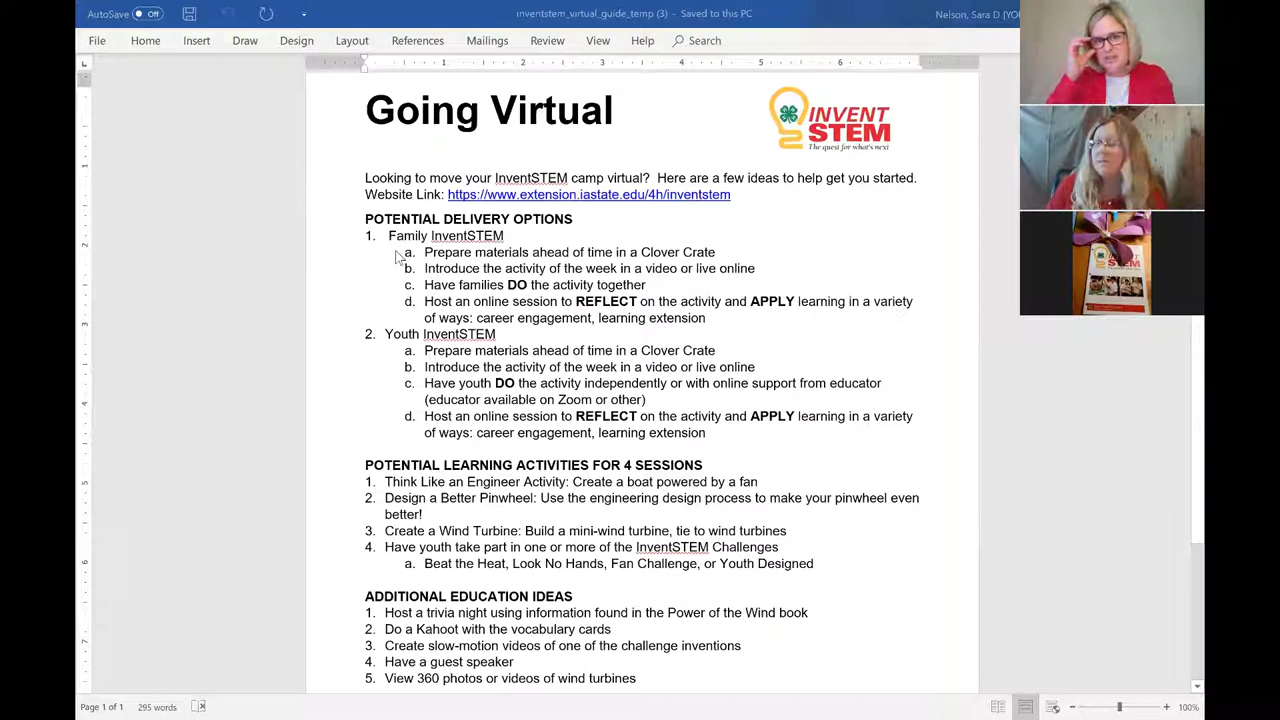 AutoSave Off
inventstem_virtual_guide_temp (3) - Saved to this PC
Nelson, Sara D [YO
File Home Insert Draw Design Layout References Mailings Review View Help Search
1 2 3 4 5 6
Going Virtual
INVENT
STEM
The quest for what's next
Looking to move your InventSTEM camp virtual? Here are a few ideas to help get you started.
Website Link: https://www.extension.iastate.edu/4h/inventstem
POTENTIAL DELIVERY OPTIONS
1. Family InventSTEM
a. Prepare materials ahead of time in a Clover Crate
b. Introduce the activity of the week in a video or live online
c. Have families DO the activity together
d. Host an online session to REFLECT on the activity and APPLY learning in a variety
of ways: career engagement, learning extension
2. Youth InventSTEM
a. Prepare materials ahead of time in a Clover Crate
b. Introduce the activity of the week in a video or live online
c. Have youth DO the activity independently or with online support from educator
(educator available on Zoom or other)
d. Host an online session to REFLECT on the activity and APPLY learning in a variety
of ways: career engagement, learning extension
POTENTIAL LEARNING ACTIVITIES FOR 4 SESSIONS
1. Think Like an Engineer Activity: Create a boat powered by a fan
2. Design a Better Pinwheel: Use the engineering design process to make your pinwheel even
better!
3. Create a Wind Turbine: Build a mini-wind turbine, tie to wind turbines
4. Have youth take part in one or more of the InventSTEM Challenges
a. Beat the Heat, Look No Hands, Fan Challenge, or Youth Designed
ADDITIONAL EDUCATION IDEAS
1. Host a trivia night using information found in the Power of the Wind book
2. Do a Kahoot with the vocabulary cards
3. Create slow-motion videos of one of the challenge inventions
4. Have a guest speaker
5. View 360 photos or videos of wind turbines
INVENT
STEM
Page 1 of 1 295 words
100%